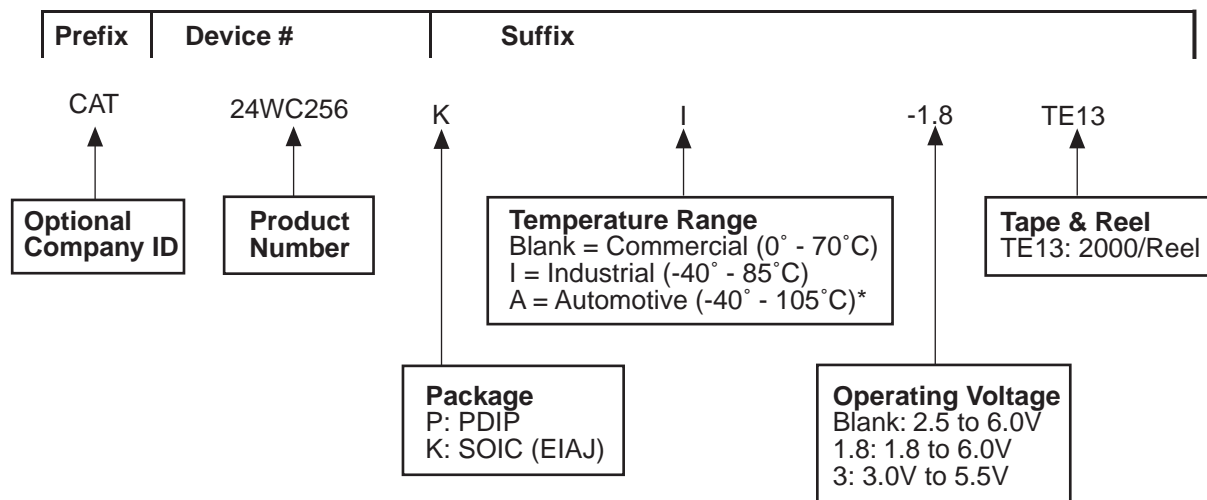 Prefix Device # Suffix
CAT 24WC256 K I -1.8 TE13
Optional
Company ID
Product
Number
Temperature Range
Blank = Commercial (0˚ - 70˚C)
I = Industrial (-40˚ - 85˚C)
A = Automotive (-40˚ - 105˚C)*
Tape & Reel
TE13: 2000/Reel
Package
P: PDIP
K: SOIC (EIAJ)
Operating Voltage
Blank: 2.5 to 6.0V
1.8: 1.8 to 6.0V
3: 3.0V to 5.5V